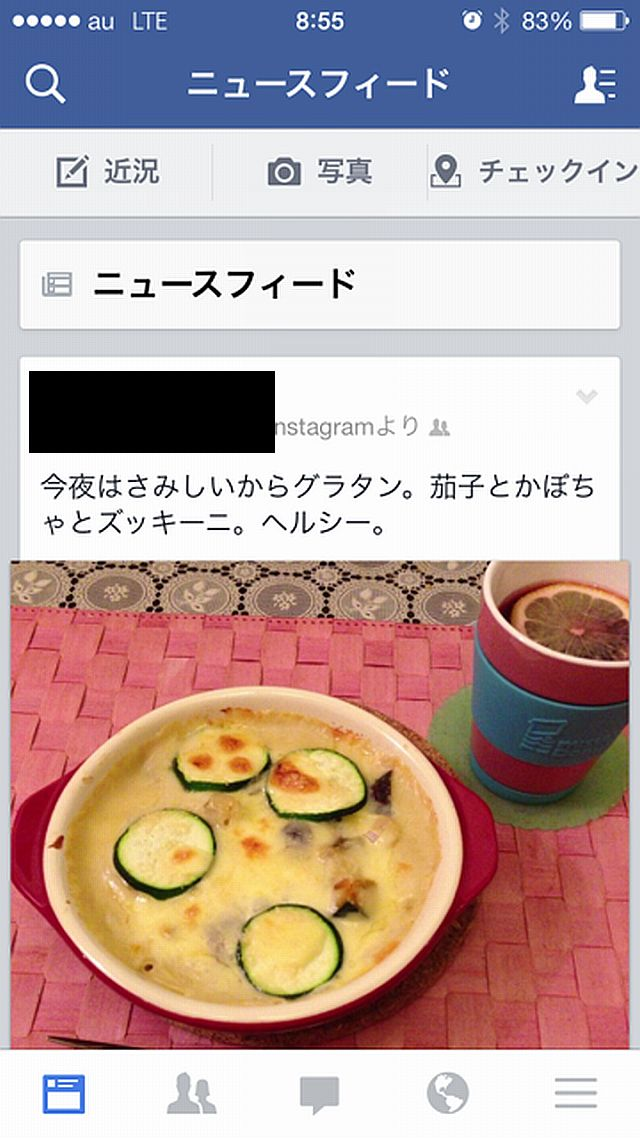 au LTE 8:55 83%
ニュースフィード
近況 写真 チェックイン
ニュースフィード
nstagramより
今夜はさみしいからグラタン。茄子とかぼち
ゃとズッキーニ。ヘルシー。